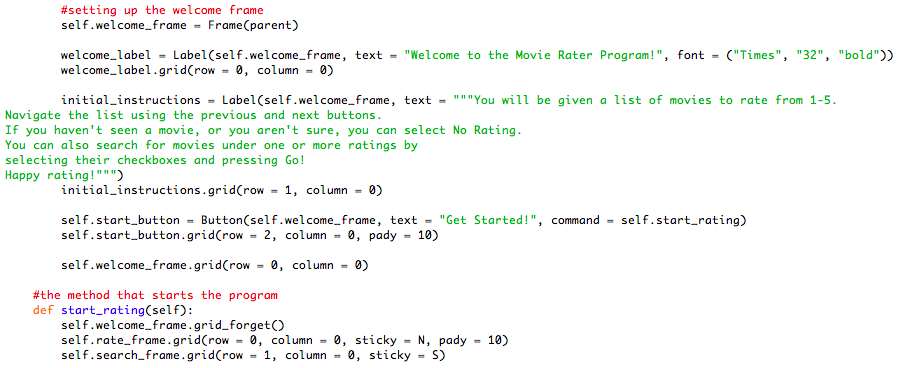 #setting up the welcome frame
self.welcome_frame = Frame(parent)
welcome_label = Label(self.welcome_frame, text = "Welcome to the Movie Rater Program!", font = ("Times", "32", "bold"))
welcome_label.grid(row = 0, column = 0)
initial_instructions = Label(self.welcome_frame, text = """You will be given a list of movies to rate from 1-5.
Navigate the list using the previous and next buttons.
If you haven't seen a movie, or you aren't sure, you can select No Rating.
You can also search for movies under one or more ratings by
selecting their checkboxes and pressing Go!
Happy rating!""")
initial_instructions.grid(row = 1, column = 0)
self.start_button = Button(self.welcome_frame, text = "Get Started!", command = self.start_rating)
self.start_button.grid(row = 2, column = 0, pady = 10)
self.welcome_frame.grid(row = 0, column = 0)
#the method that starts the program
def start_rating(self):
self.welcome_frame.grid_forget()
self.rate_frame.grid(row = 0, column = 0, sticky = N, pady = 10)
self.search_frame.grid(row = 1, column = 0, sticky = S)